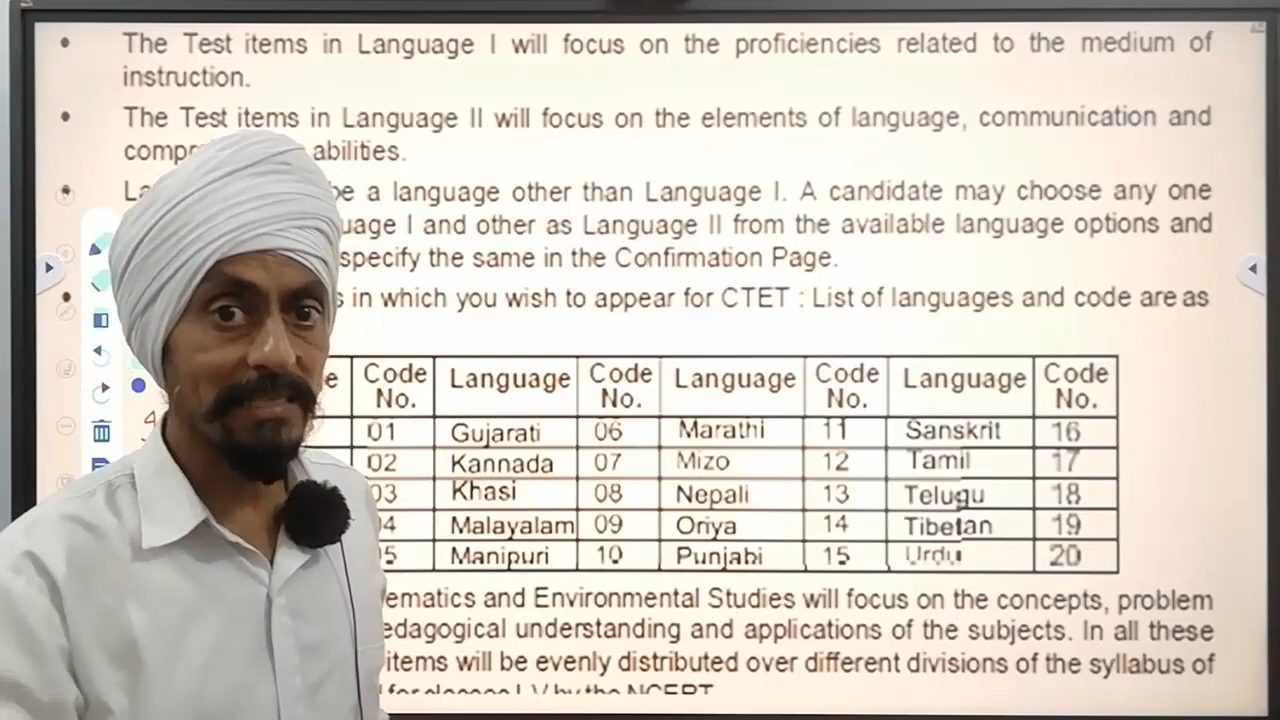 • The Test items in Language I will focus on the proficiencies related to the medium of
instruction.
• The Test items in Language II will focus on the elements of language, communication and
abilities.
be a language other than Language I. A candidate may choose any one
I and other as Language II from the available language options and
specify the same in the Confirmation Page.
in which you wish to appear for CTET : List of languages and code are as
Code No. Language Code No. Language Code No. Language Code No.
01 Gujarati 06 Marathi 11 Sanskrit 16
02 Kannada 07 Mizo 12 Tamil 17
03 Khasi 08 Nepali 13 Telugu 18
Malayalam 09 Oriya 14 Tibetan 19
Manipuri 10 Punjabi 15 Urdu 20
and Environmental Studies will focus on the concepts, problem
understanding and applications of the subjects. In all these
items will be evenly distributed over different divisions of the syllabus of
I-V by the NCERT